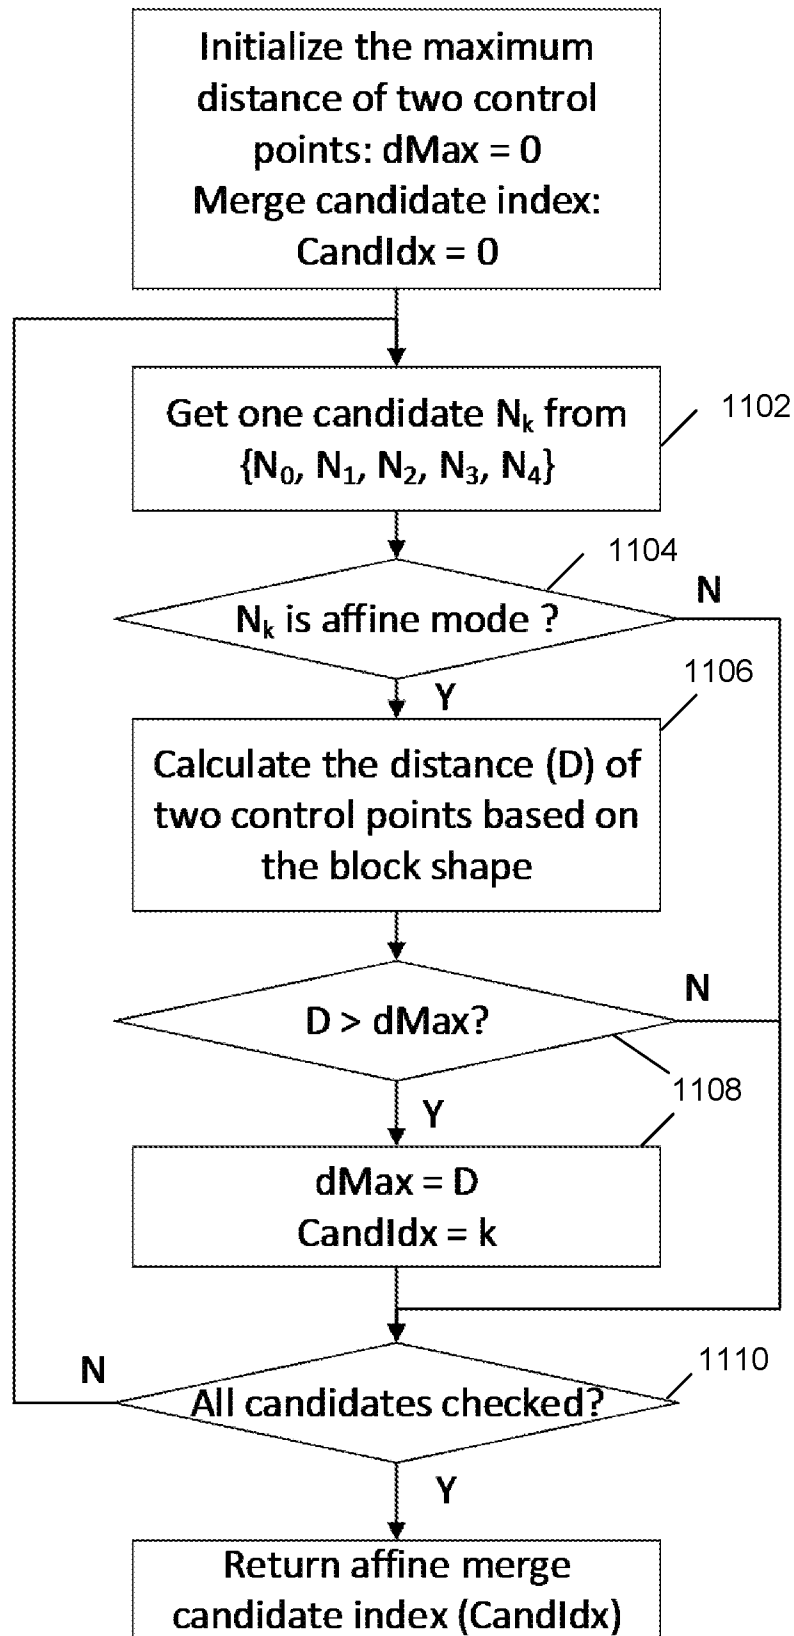 Initialize the maximum
distance of two control
points: dMax = 0
Merge candidate index:
CandIdx = 0
Get one candidate Nk from
{N0, N1, N2, N3, N4}
1102
1104
Nk is affine mode ?
N
Y
1106
Calculate the distance (D) of
two control points based on
the block shape
D > dMax?
N
1108
Y
dMax = D
CandIdx = k
All candidates checked?
N
1110
Y
Return affine merge
candidate index (CandIdx)